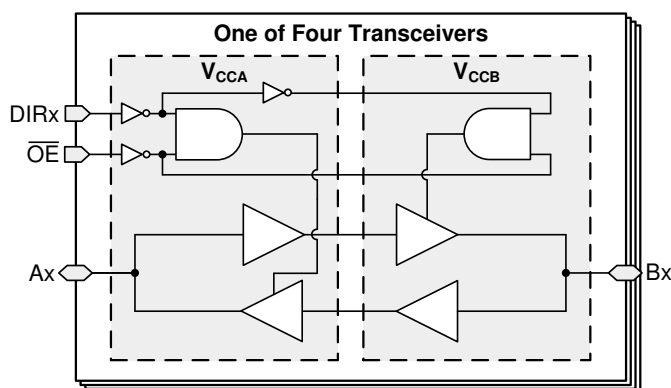 One of Four Transceivers
VCCA
VCCB
DIRx
OE
Ax
Bx